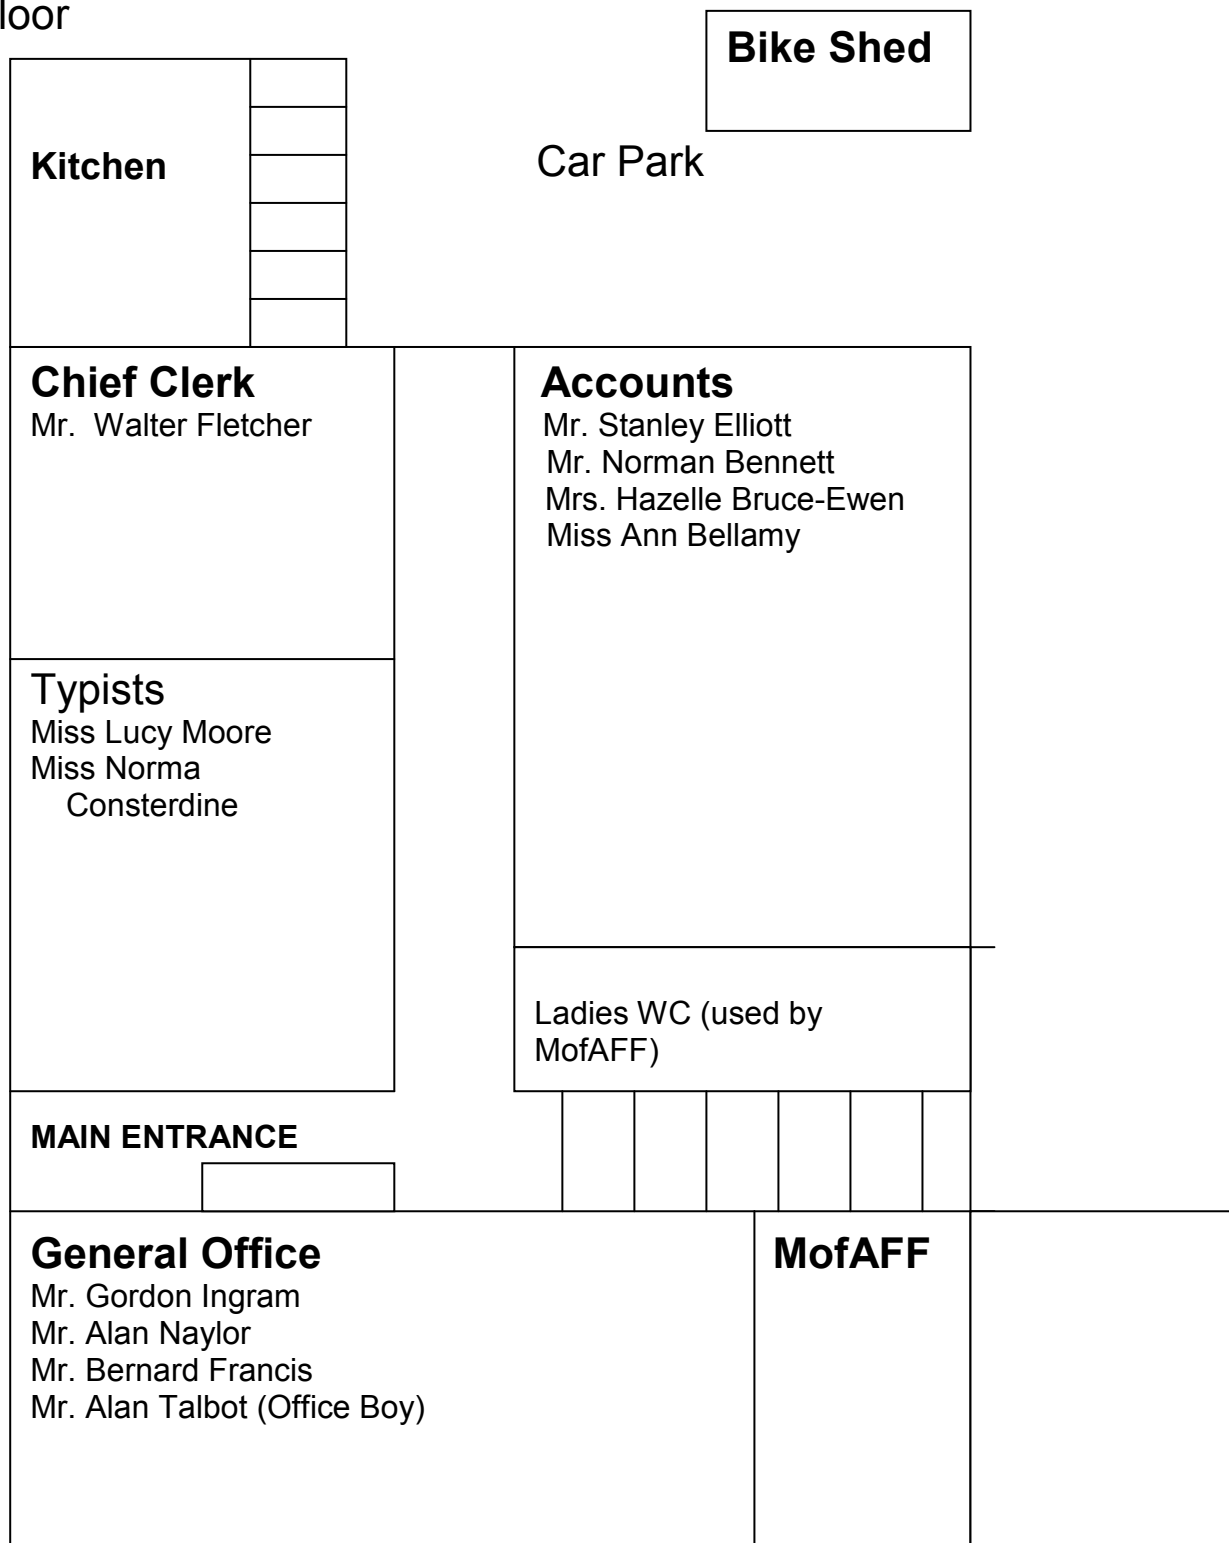 loor
Bike Shed
Kitchen
Car Park
Chief Clerk
Mr.  Walter Fletcher
Accounts
Mr. Stanley Elliott
Mr. Norman Bennett
Mrs. Hazelle Bruce-Ewen
Miss Ann Bellamy
Typists
Miss Lucy Moore
Miss Norma
Consterdine
Ladies WC (used by
MofAFF)
MAIN ENTRANCE
General Office
Mr. Gordon Ingram
Mr. Alan Naylor
Mr. Bernard Francis
Mr. Alan Talbot (Office Boy)
MofAFF